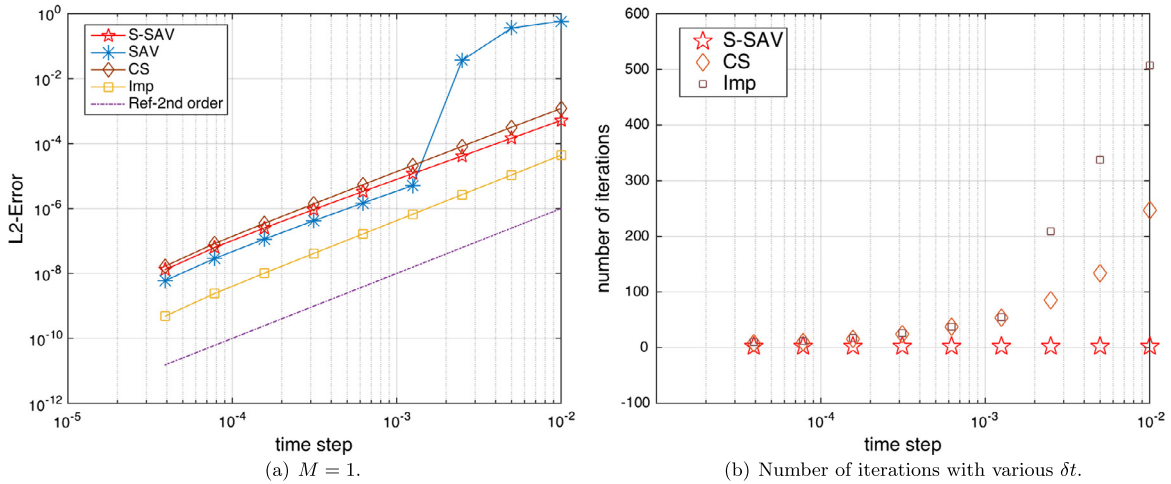 10^0
10^-2
10^-4
10^-6
10^-8
10^-10
10^-12
L2-Error
S-SAV
SAV
CS
Imp
Ref-2nd order
10^-5
10^-4
10^-3
10^-2
time step
(a) M = 1.
600
500
400
300
200
100
0
-100
number of iterations
S-SAV
CS
Imp
10^-4
10^-3
10^-2
time step
(b) Number of iterations with various δt.